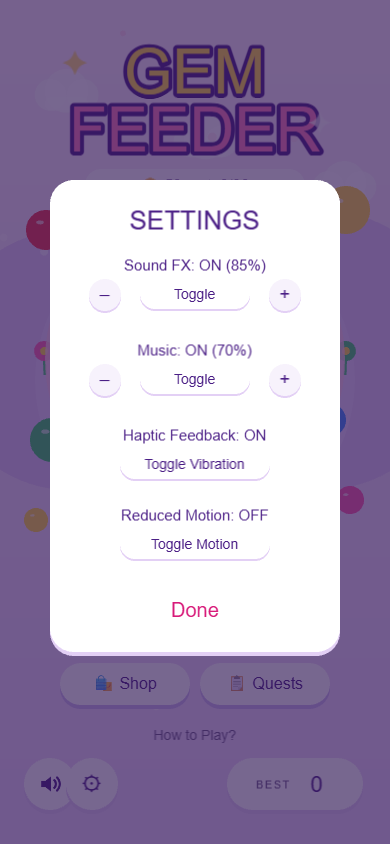 GEM
FEEDER
SETTINGS
Sound FX: ON (85%)
– Toggle +
Music: ON (70%)
– Toggle +
Haptic Feedback: ON
Toggle Vibration
Reduced Motion: OFF
Toggle Motion
Done
Shop Quests
How to Play?
BEST 0